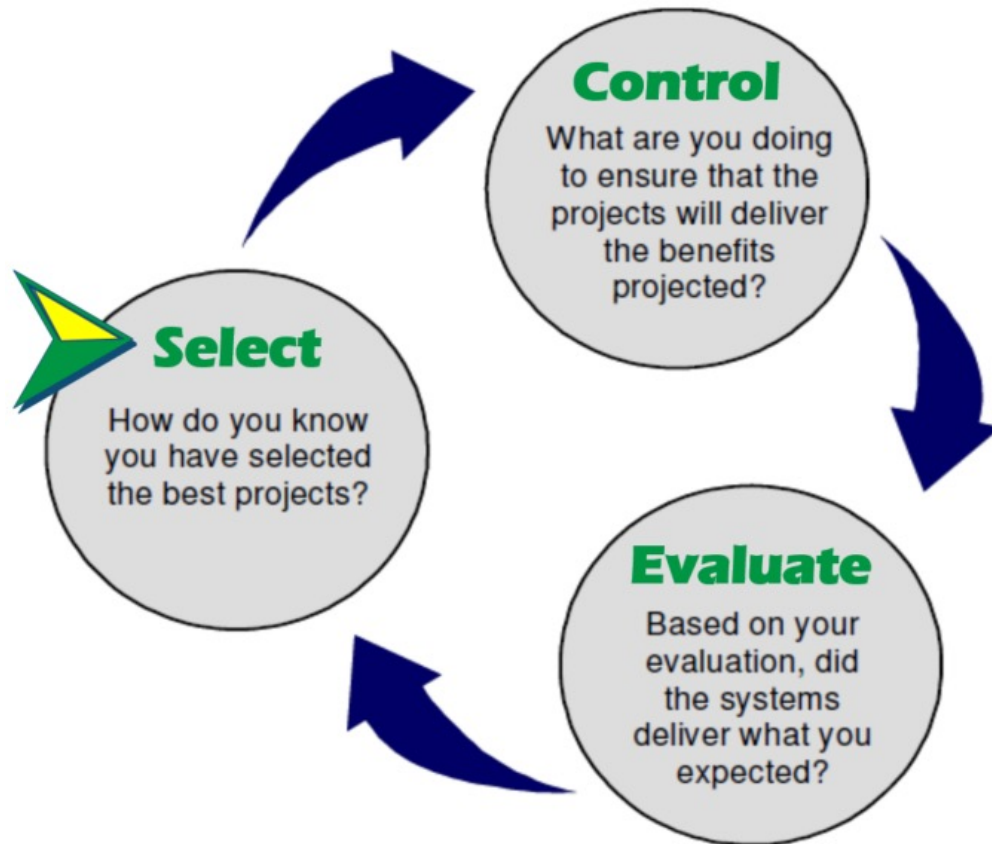 Control
What are you doing
to ensure that the
projects will deliver
the benefits
projected?
Select
How do you know
you have selected
the best projects?
Evaluate
Based on your
evaluation, did
the systems
deliver what you
expected?